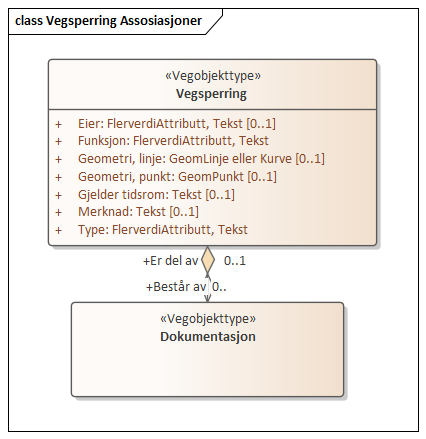 class Vegsperring Assosiasjoner
«Vegobjekttype»
Vegsperring
+ Eier: FlerverdiAttributt, Tekst [0..1]
+ Funksjon: FlerverdiAttributt, Tekst
+ Geometri, linje: GeomLinje eller Kurve [0..1]
+ Geometri, punkt: GeomPunkt [0..1]
+ Gjelder tidsrom: Tekst [0..1]
+ Merknad: Tekst [0..1]
+ Type: FlerverdiAttributt, Tekst
+Er del av 0..1
+Består av 0..
«Vegobjekttype»
Dokumentasjon